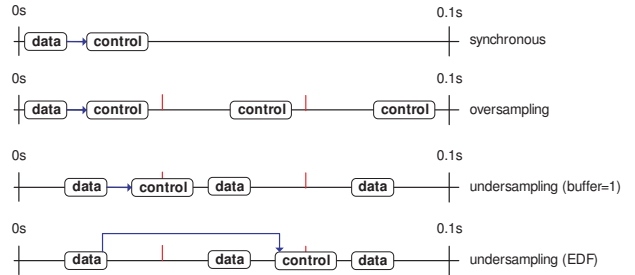 0s 0.1s
data control synchronous
0s 0.1s
data control control control oversampling
0s 0.1s
data control data data undersampling (buffer=1)
0s 0.1s
data data control data undersampling (EDF)